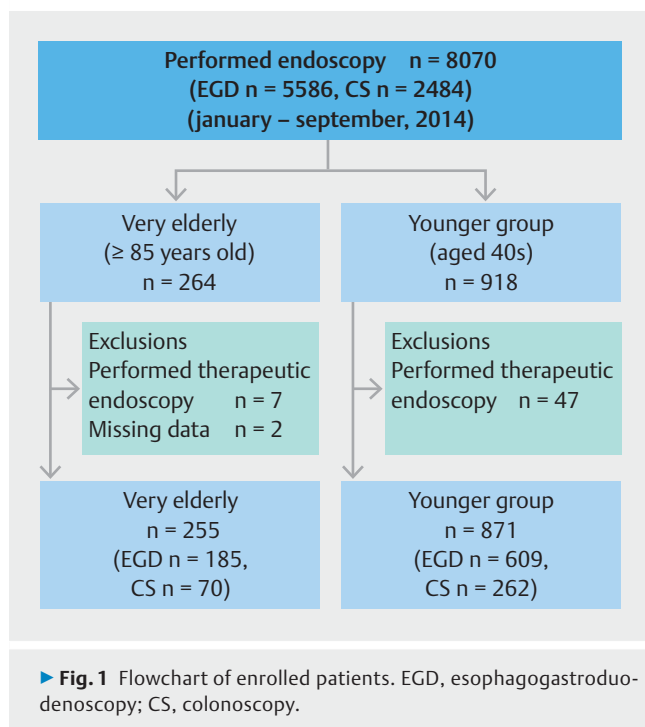 Performed endoscopy n = 8070
(EGD n = 5586, CS n = 2484)
(january – september, 2014)
Very elderly
(≥ 85 years old)
n = 264
Younger group
(aged 40s)
n = 918
Exclusions
Performed therapeutic
endoscopy n = 7
Missing data n = 2
Exclusions
Performed therapeutic
endoscopy n = 47
Very elderly
n = 255
(EGD n = 185,
CS n = 70)
Younger group
n = 871
(EGD n = 609,
CS n = 262)
▶ Fig. 1 Flowchart of enrolled patients. EGD, esophagogastroduo-
denoscopy; CS, colonoscopy.